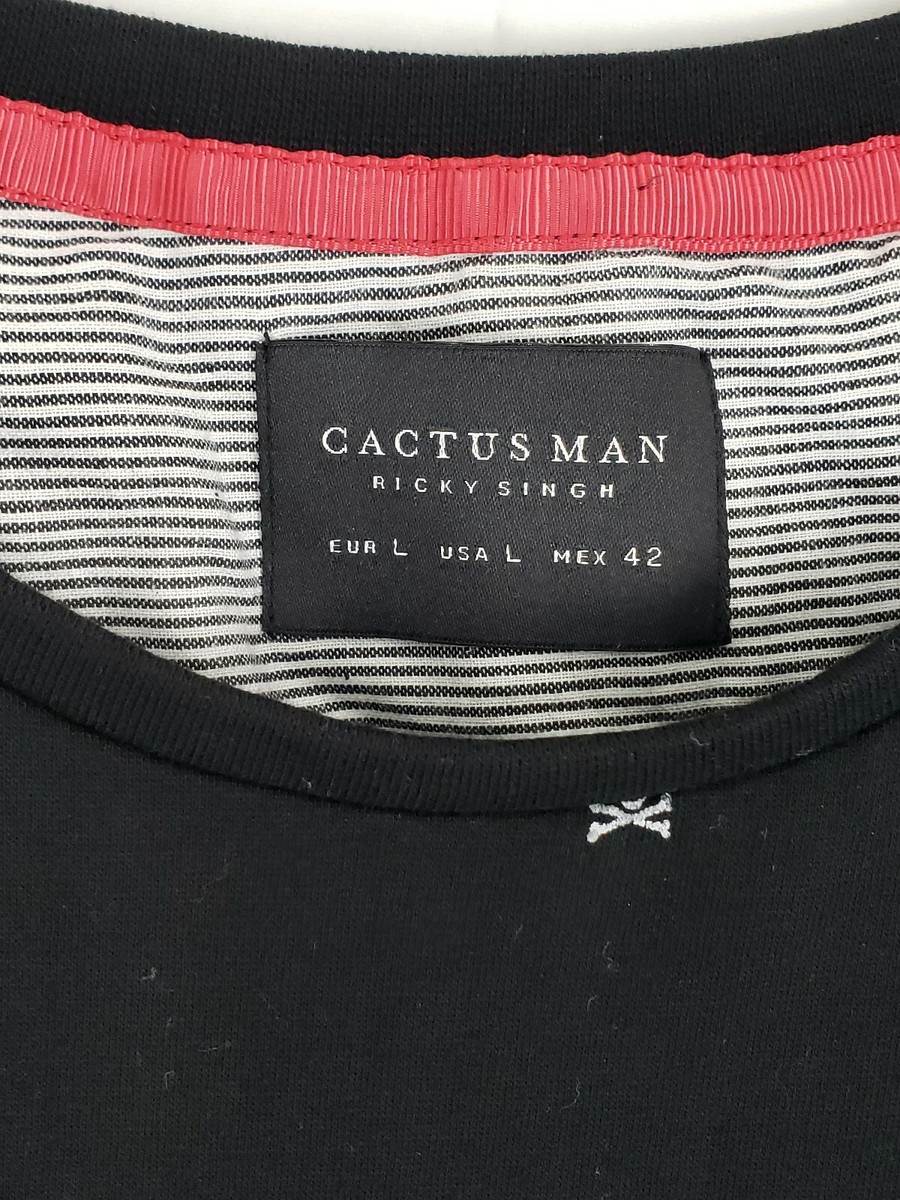 CACTUS MAN
RICKY SINGH
EUR L USA L MEX 42